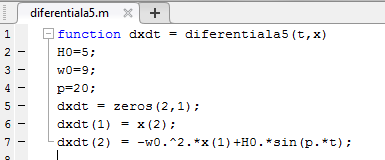 diferentiala5.m
1 function dxdt = diferentiala5(t,x)
2 H0=5;
3 w0=9;
4 p=20;
5 dxdt = zeros(2,1);
6 dxdt(1) = x(2);
7 dxdt(2) = -w0.^2.*x(1)+H0.*sin(p.*t);
8